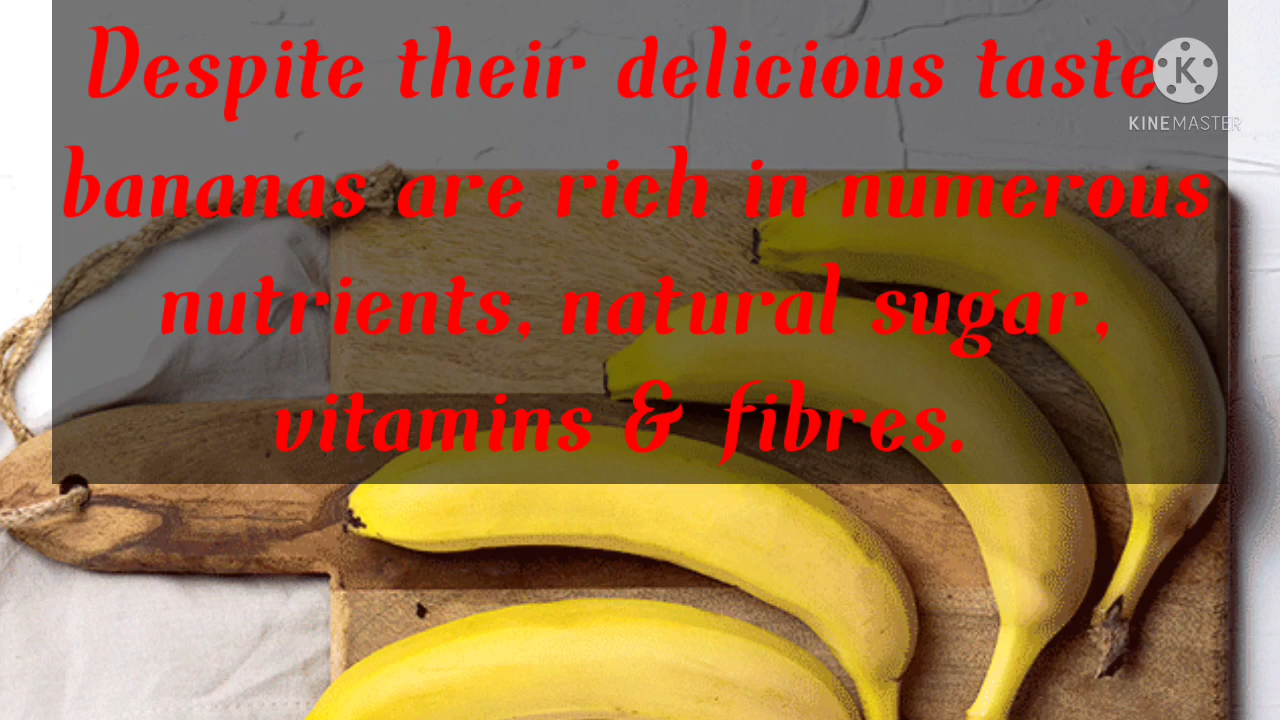 Despite their delicious taste
bananas are rich in numerous
nutrients, natural sugar,
vitamins & fibres.
K
KINEMASTER